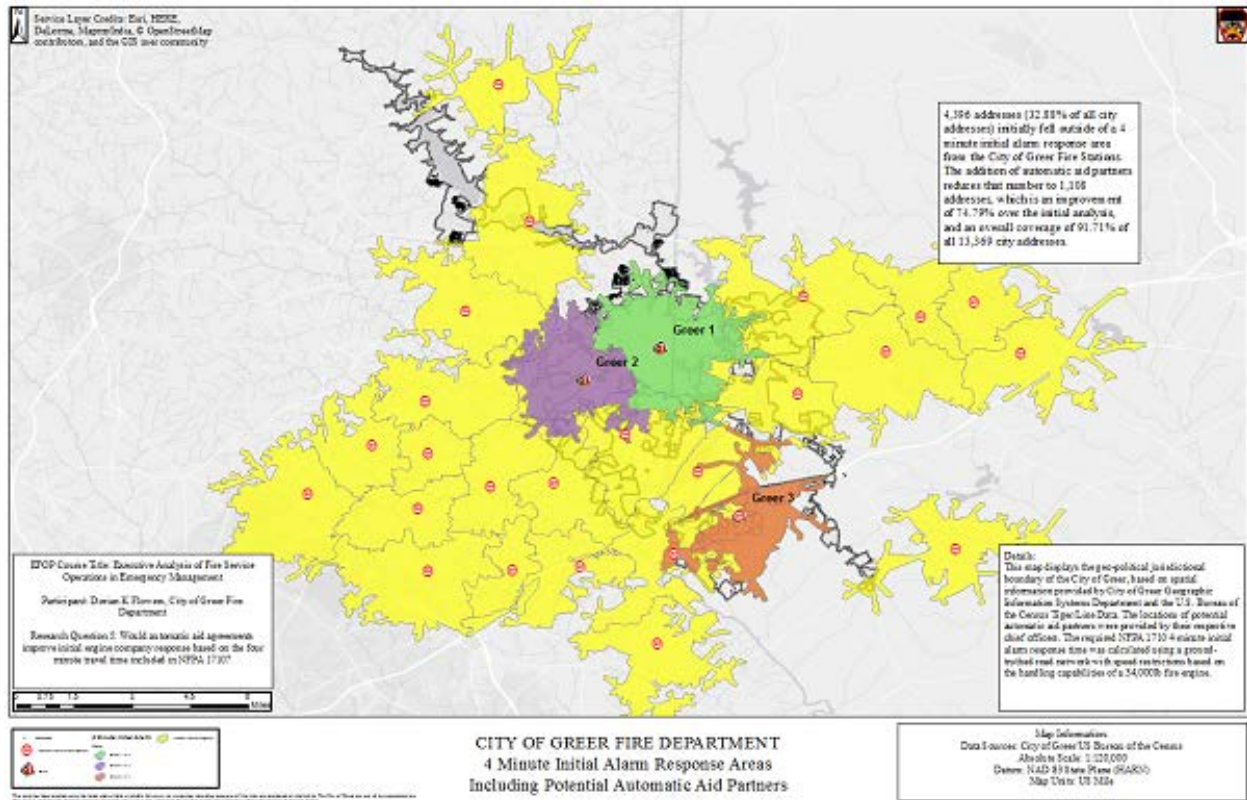 Service Layer Credits: Esri, HERE,
DeLorme, MapmyIndia, © OpenStreetMap
contributors, and the GIS user community
4,396 addresses (32.88% of all city
addresses) initially fell outside of a 4
minute initial alarm response area
from the City of Greer Fire Stations.
The addition of automatic aid partners
reduces that number to 1,108
addresses, which is an improvement
of 74.79% over the initial analysis,
and an overall coverage of 91.71% of
all 13,369 city addresses.
Greer 1
Greer 2
Greer 3
EFOP Course Title: Executive Analysis of Fire Service
Operations in Emergency Management
Participant: Dorian K Flowers, City of Greer Fire
Department
Research Question 5: Would automatic aid agreements
improve initial engine company response based on the four
minute travel time included in NFPA 1710?
0 0.75 1.5 3 4.5 6
Miles
Details:
This map displays the geo-political jurisdictional
boundary of the City of Greer, based on spatial
information provided by City of Greer Geographic
Information Systems Department and the U.S. Bureau of
the Census Tiger/Line Data. The locations of potential
automatic aid partners were provided by their respective
chief officers. The required NFPA 1710 4 minute initial
alarm response time was calculated using a ground-
truthed road network with speed restrictions based on
the handling capabilities of a 34,000lb fire engine.
CITY OF GREER FIRE DEPARTMENT
4 Minute Initial Alarm Response Areas
Including Potential Automatic Aid Partners
Map Information
Data Sources: City of Greer/US Bureau of the Census
Absolute Scale: 1:120,000
Datum: NAD 83 State Plane (HARN)
Map Units: US Mile